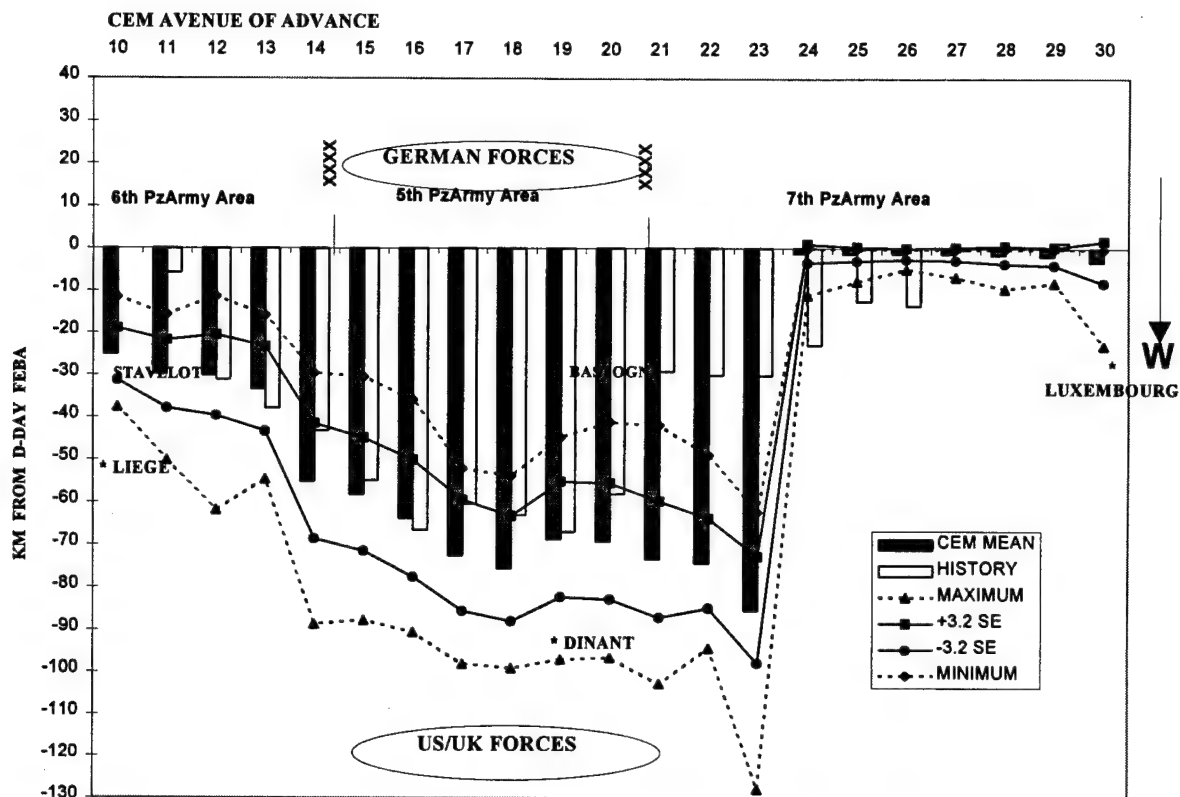 CEM AVENUE OF ADVANCE
10 11 12 13 14 15 16 17 18 19 20 21 22 23 24 25 26 27 28 29 30
40
30
20
10
0
-10
-20
-30
-40
-50
-60
-70
-80
-90
-100
-110
-120
-130
KM FROM D-DAY FEBA
XXXX
GERMAN FORCES
XXXX
6th PzArmy Area
5th PzArmy Area
7th PzArmy Area
STAVELOT
BASTOGN
W
* LUXEMBOURG
* LIEGE
* DINANT
CEM MEAN
HISTORY
MAXIMUM
+3.2 SE
-3.2 SE
MINIMUM
US/UK FORCES